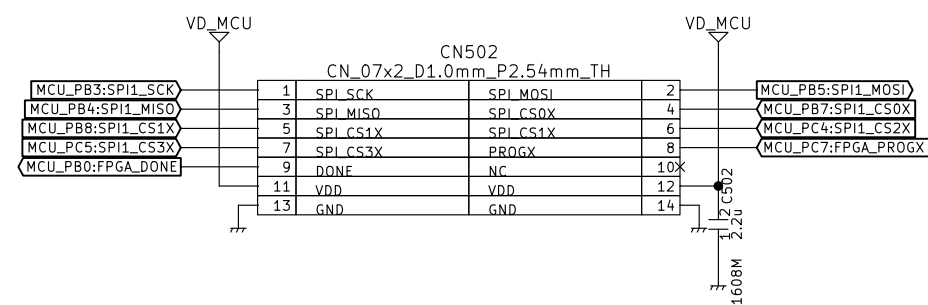 VD_MCU VD_MCU
CN502
CN_07x2_D1.0mm_P2.54mm_TH
MCU_PB3:SPI1_SCK 1 SPI_SCK SPI_MOSI 2 MCU_PB5:SPI1_MOSI
MCU_PB4:SPI1_MISO 3 SPI_MISO SPI_CS0X 4 MCU_PB7:SPI1_CS0X
MCU_PB8:SPI1_CS1X 5 SPI_CS1X SPI_CS1X 6 MCU_PC4:SPI1_CS2X
MCU_PC5:SPI1_CS3X 7 SPI_CS3X PROGX 8 MCU_PC7:FPGA_PROGX
MCU_PB0:FPGA_DONE 9 DONE NC 10
11 VDD VDD 12
13 GND GND 14
C502
1 2
2.2u
1608M